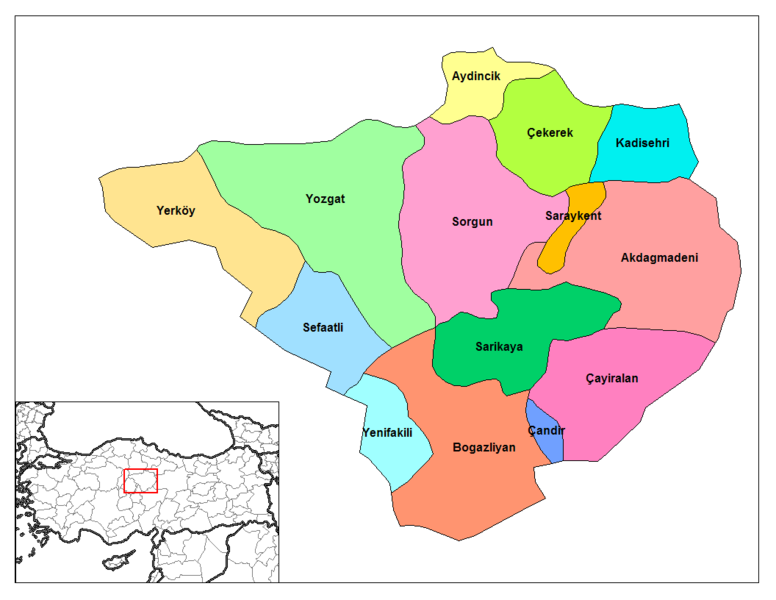 Aydincik
Çekerek
Kadisehri
Yozgat
Yerköy
Sorgun
Saraykent
Akdagmadeni
Sefaatli
Sarikaya
Çayiralan
Yenifakili
Çandir
Bogazliyan